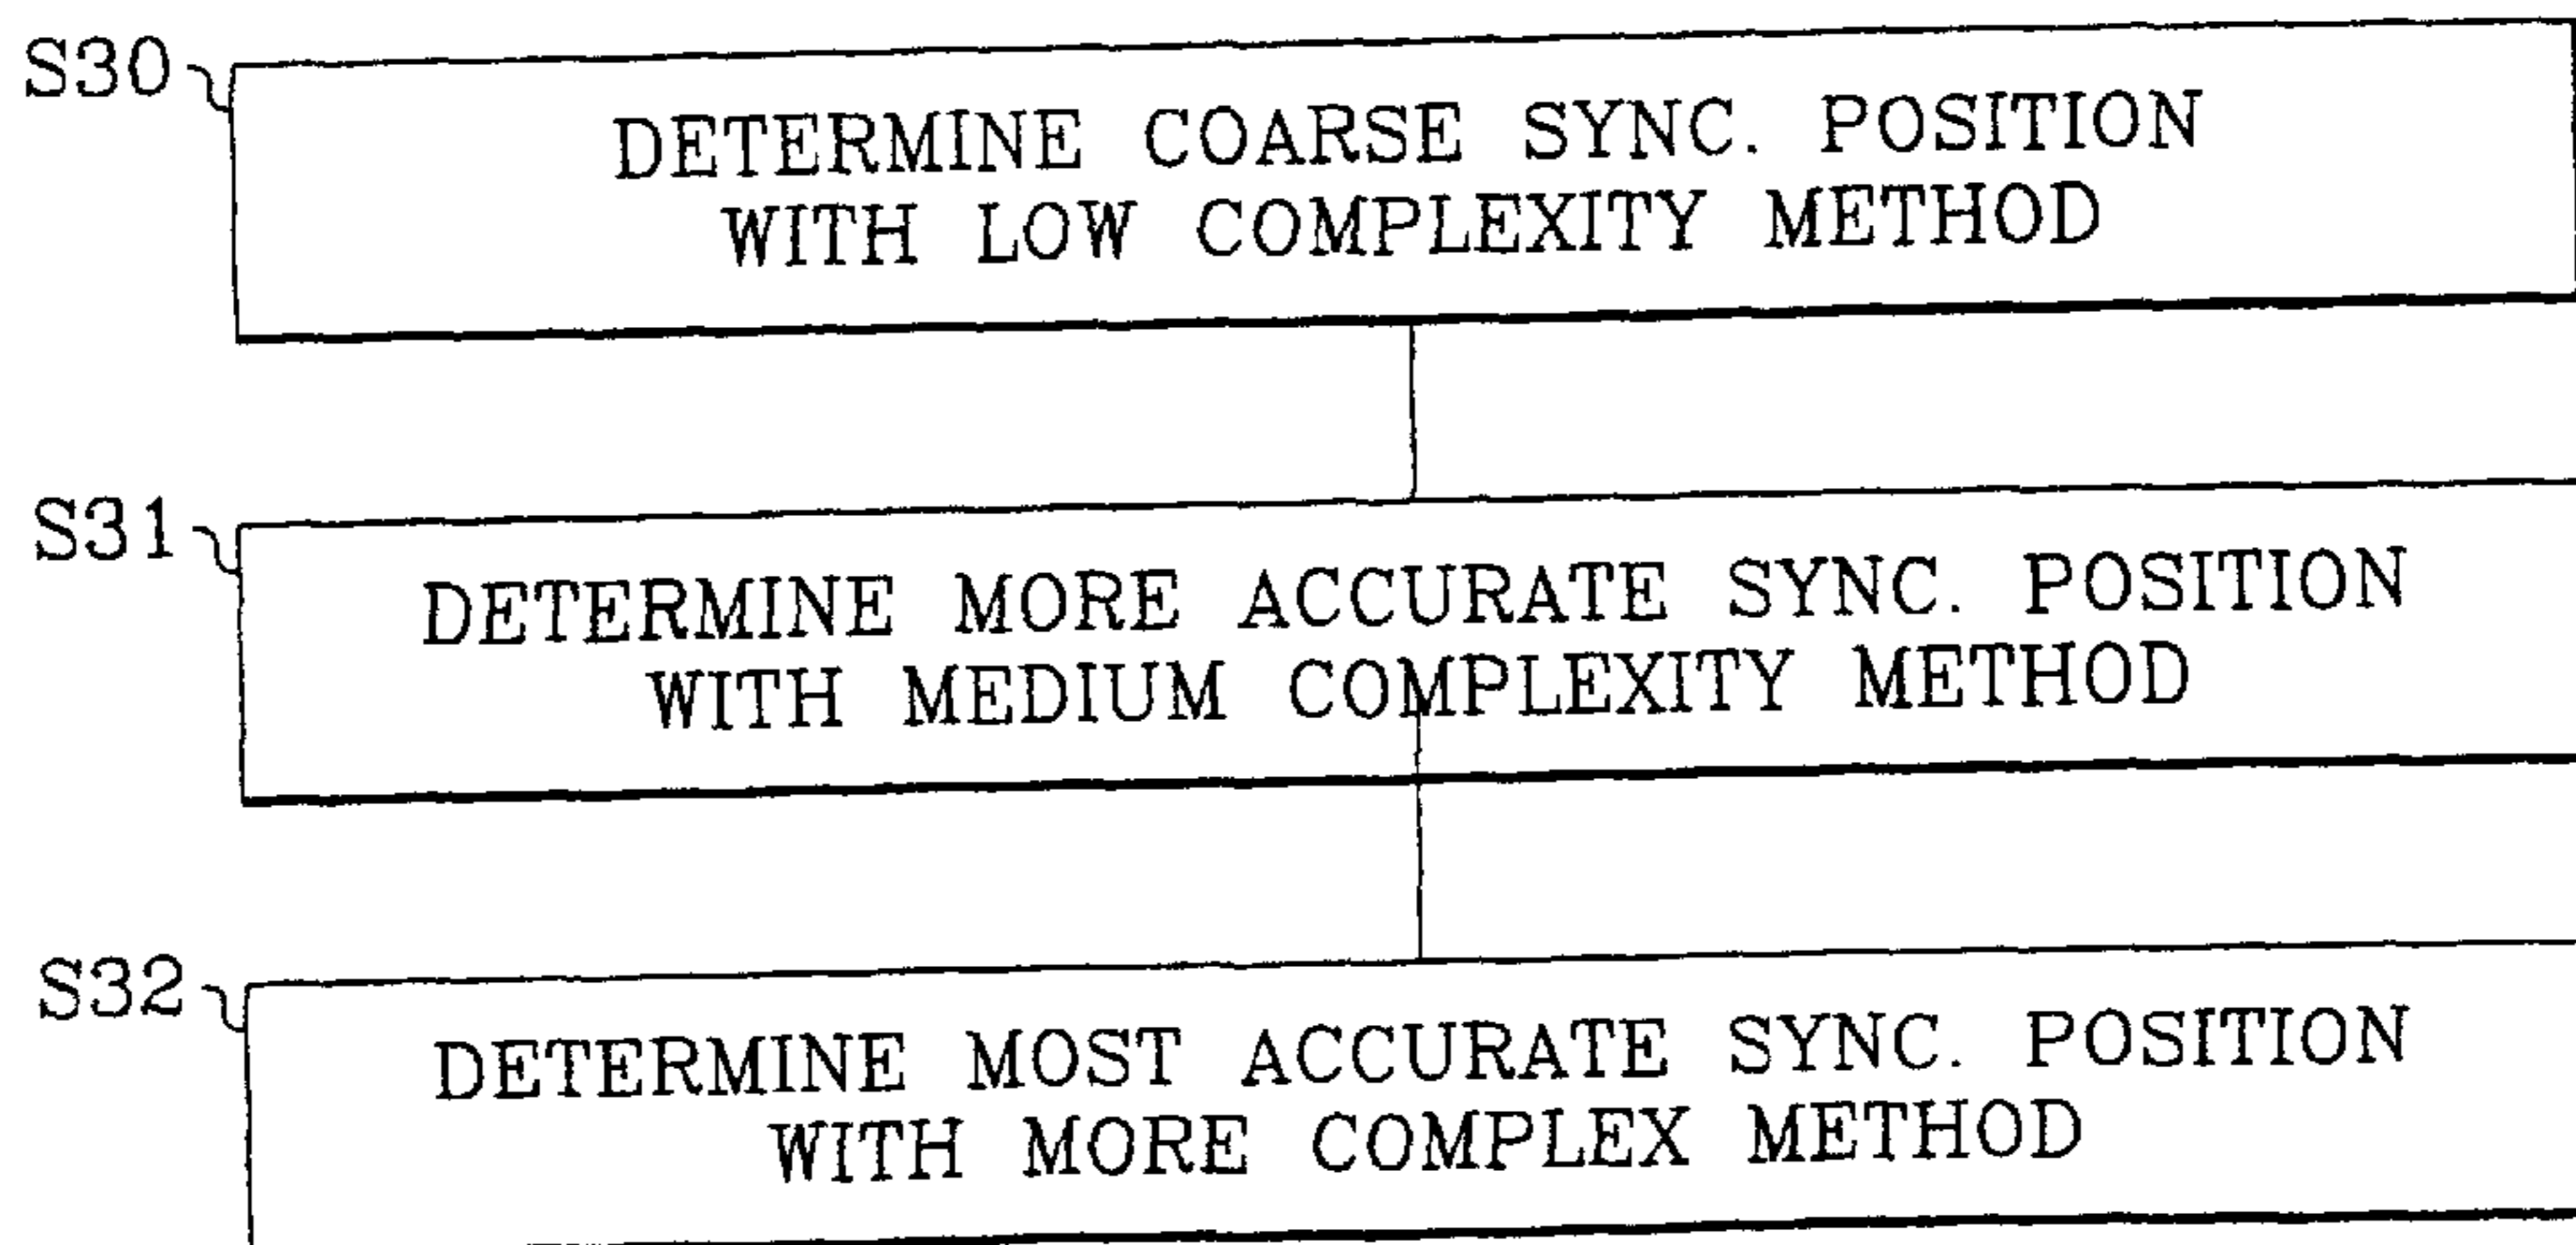 S30
DETERMINE COARSE SYNC. POSITION
WITH LOW COMPLEXITY METHOD
S31
DETERMINE MORE ACCURATE SYNC. POSITION
WITH MEDIUM COMPLEXITY METHOD
S32
DETERMINE MOST ACCURATE SYNC. POSITION
WITH MORE COMPLEX METHOD